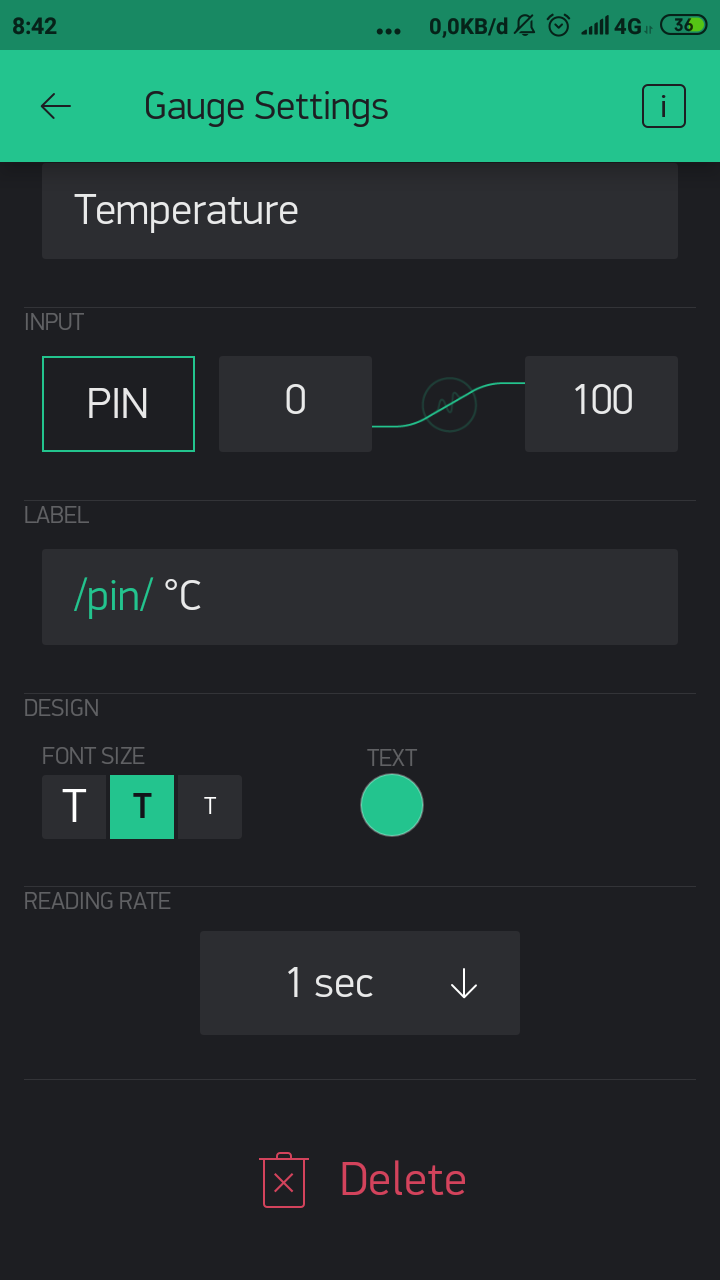 8:42 ... 0,0KB/d 4G 36
Gauge Settings i
Temperature
INPUT
PIN 0 100
LABEL
/pin/ °C
DESIGN
FONT SIZE TEXT
T T T
READING RATE
1 sec
Delete